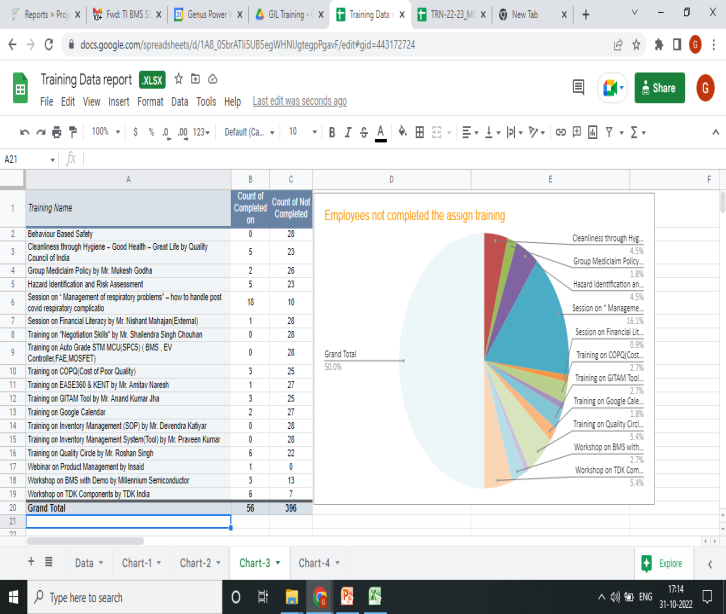 Reports > Proj
Fwd: TI BMS S
Genus Power
GIL Training -
Training Data r
TRN-22-23_M
New Tab
docs.google.com/spreadsheets/d/1A8_05brATli5UB5egWHNUgtegpPgavF/edit#gid=443172724
Training Data report .XLSX
Share
G
File Edit View Insert Format Data Tools Help Last edit was seconds ago
100% $ % .0 .00 123 Default (Ca... 10 B I S A
A21 fx
A B C D E F
1 Training Name
Count of Completed on
Count of Not Completed
2 Behaviour Based Safety 0 28
3 Cleanliness through Hygiene – Good Health – Great Life by Quality Council of India 5 23
4 Group Mediclaim Policy by Mr. Mukesh Godha 2 26
5 Hazard Identification and Risk Assessment 5 23
6 Session on " Management of respiratory problems" – how to handle post covid respiratory complicatio 18 10
7 Session on Financial Literacy by Mr. Nishant Mahajan(External) 1 28
8 Training on "Negotiation Skills" by Mr. Shailendra Singh Chouhan 0 28
9 Training on Auto Grade STM MCU(SPC5) ( BMS , EV Controller,FAE,MOSFET) 0 28
10 Training on COPQ(Cost of Poor Quality) 3 25
11 Training on EASE360 & KENT by Mr. Amitav Naresh 1 27
12 Training on GITAM Tool by Mr. Anand Kumar Jha 3 25
13 Training on Google Calendar 2 27
14 Training on Inventory Management (SOP) by Mr. Devendra Katiyar 0 28
15 Training on Inventory Management System(Tool) by Mr. Praveen Kumar 0 28
16 Training on Quality Circle by Mr. Roshan Singh 6 22
17 Webinar on Product Management by Insaid 1 0
18 Workshop on BMS with Demo by Millennium Semiconductor 3 13
19 Workshop on TDK Components by TDK India 6 7
20 Grand Total 56 396
21
22
Employees not completed the assign training
Grand Total
50.0%
Cleanliness through Hyg...
4.5%
Group Mediclaim Policy...
1.8%
Hazard Identification an...
4.5%
Session on " Manageme...
16.1%
Session on Financial Lit...
0.9%
Training on COPQ(Cost...
2.7%
Training on GITAM Tool...
2.7%
Training on Google Cale...
1.8%
Training on Quality Circl...
5.4%
Workshop on BMS with...
2.7%
Workshop on TDK Com...
5.4%
Data Chart-1 Chart-2 Chart-3 Chart-4 Explore
Type here to search
ENG
17:14
31-10-2022